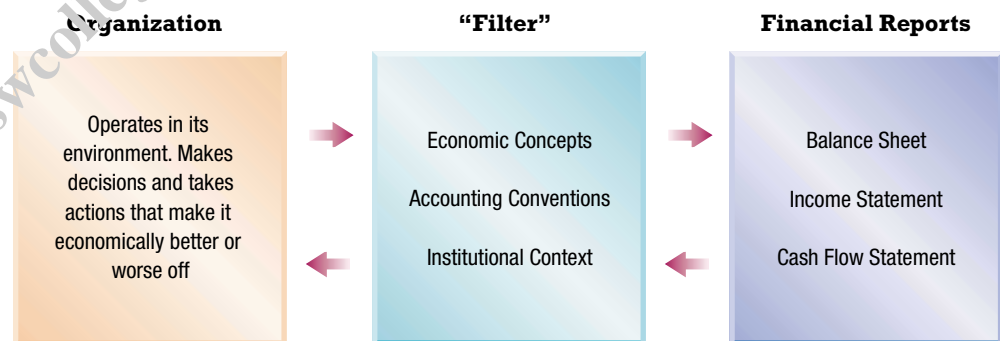 Organization
"Filter"
Financial Reports
Operates in its
environment. Makes
decisions and takes
actions that make it
economically better or
worse off
Economic Concepts
Accounting Conventions
Institutional Context
Balance Sheet
Income Statement
Cash Flow Statement